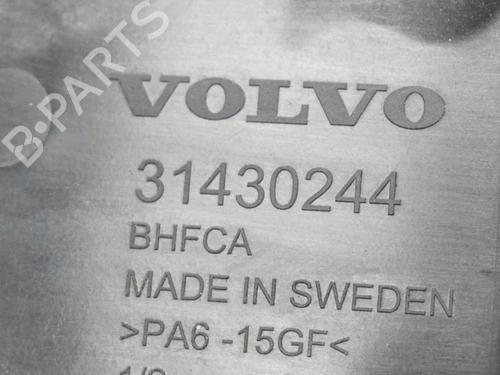 B-PARTS
VOLVO
31430244
BHFCA
MADE IN SWEDEN
>PA6 -15GF<